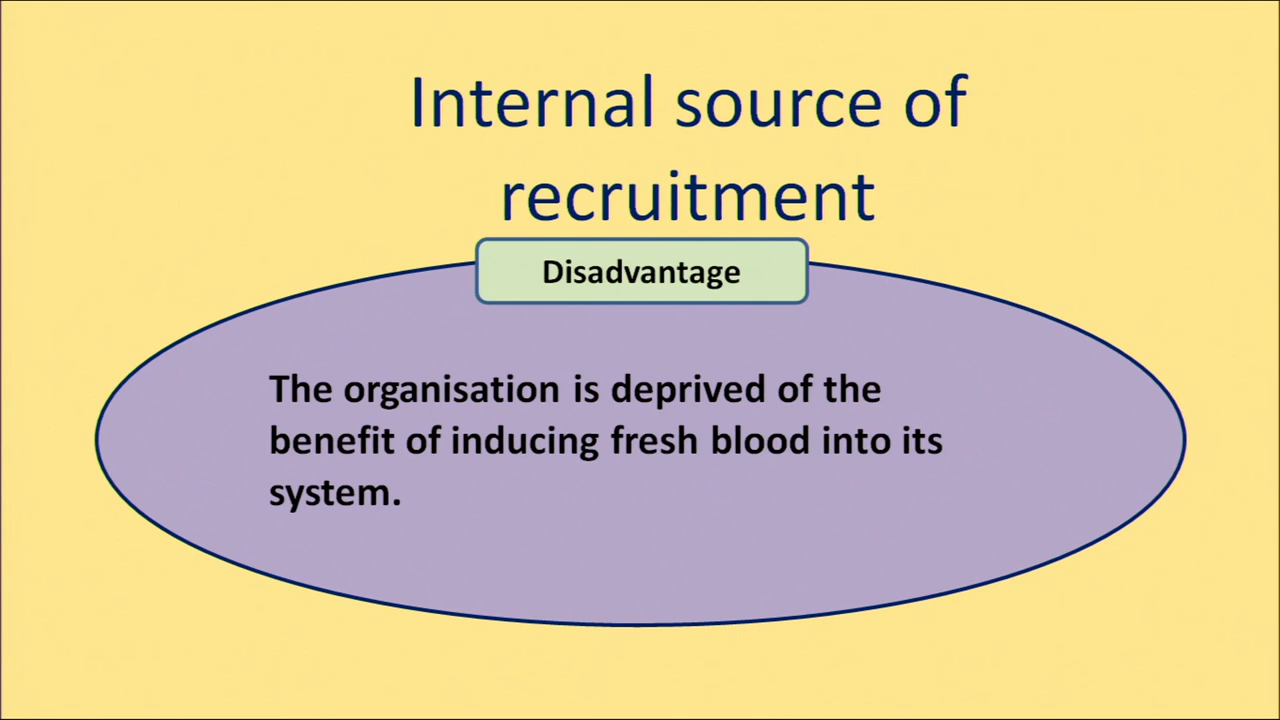 Internal source of
recruitment
Disadvantage
The organisation is deprived of the
benefit of inducing fresh blood into its
system.